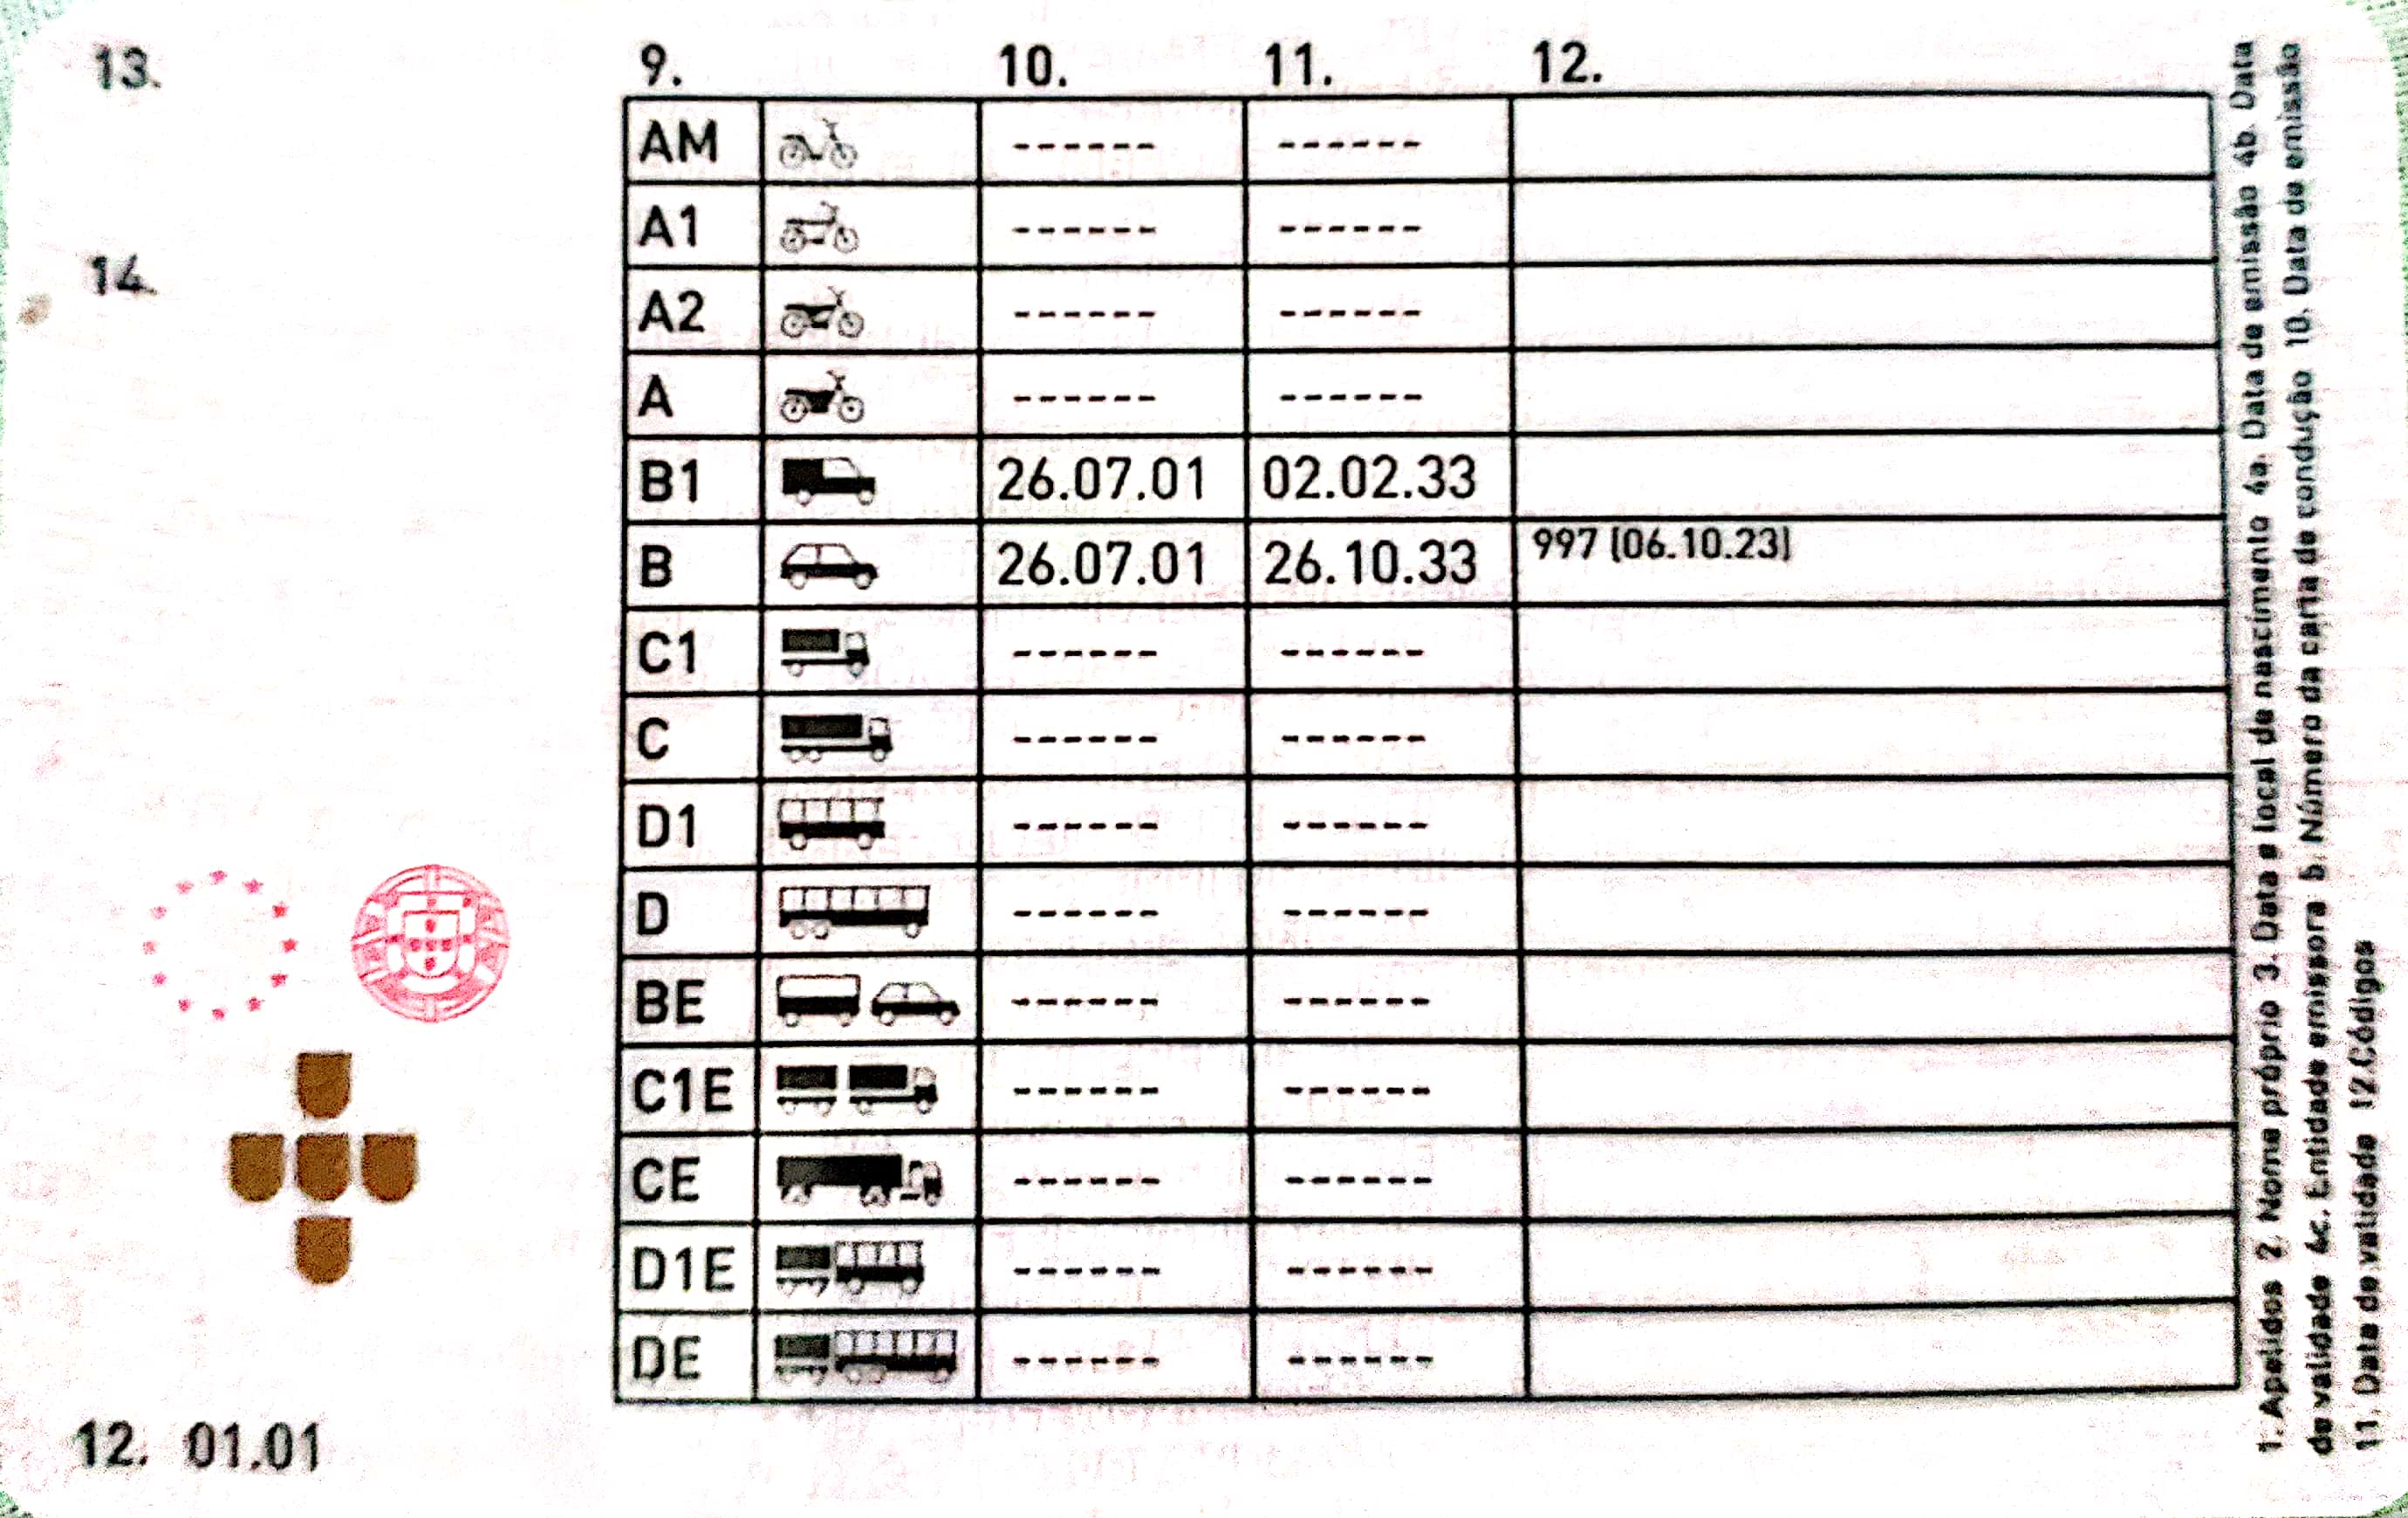 13.
14.
9. 10. 11. 12.
AM ------ ------
A1 ------ ------
A2 ------ ------
A ------ ------
B1 26.07.01 02.02.33
B 26.07.01 26.10.33 997 (06.10.23)
C1 ------ ------
C ------ ------
D1 ------ ------
D ------ ------
BE ------ ------
C1E ------ ------
CE ------ ------
D1E ------ ------
DE ------ ------
12. 01.01
1. Apelidos 2. Nome próprio 3. Data e local de nascimento 4a. Data de emissão 4b. Data
de validade 4c. Entidade emissora 5. Número da carta de condução 10. Data de emissão
11. Data de validade 12.Códigos